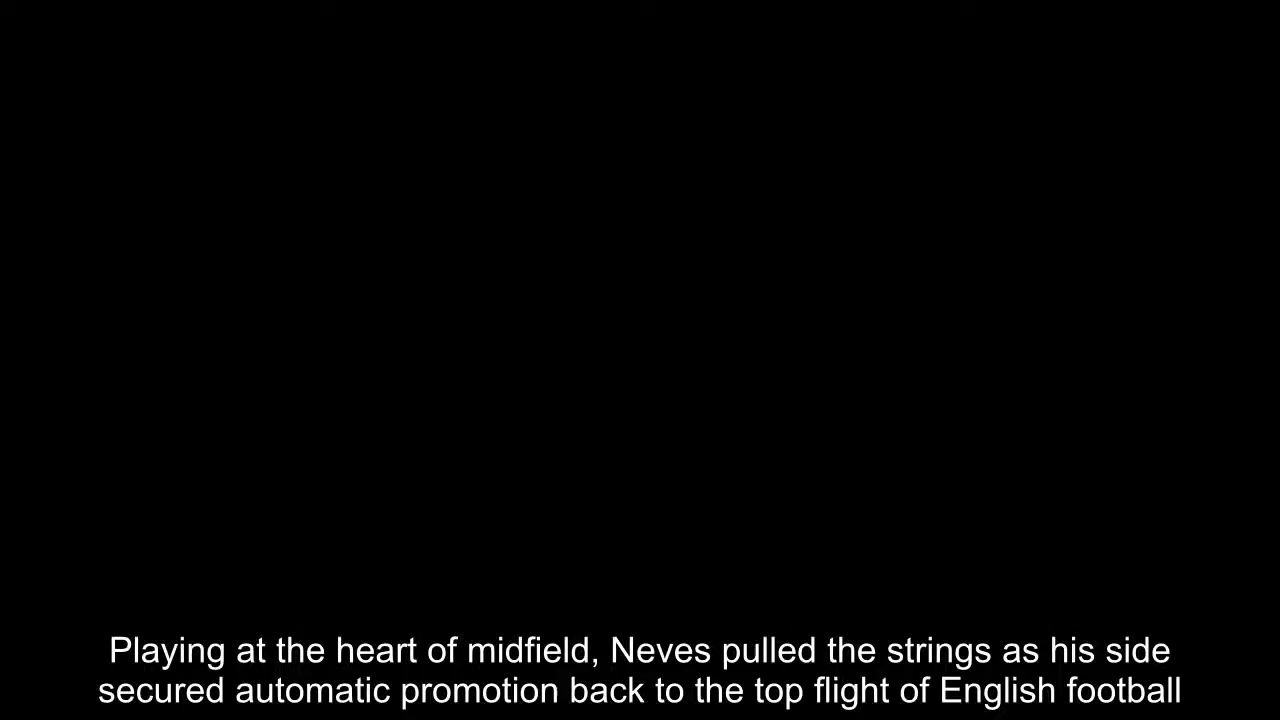 Playing at the heart of midfield, Neves pulled the strings as his side
secured automatic promotion back to the top flight of English football